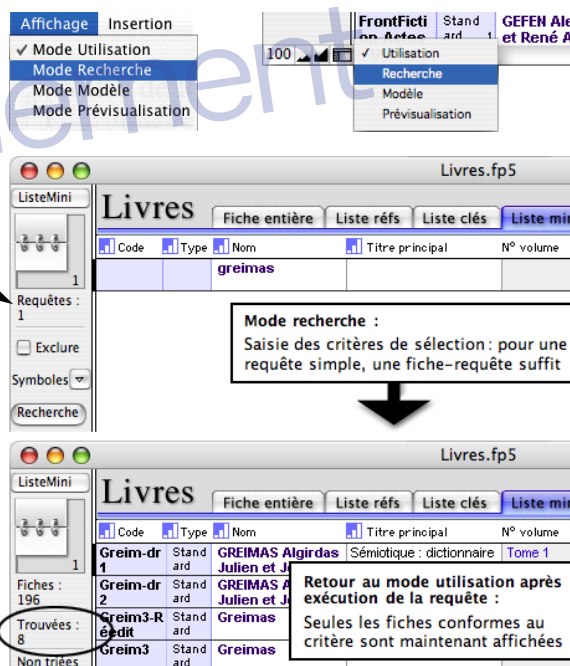 Affichage Insertion
✓ Mode Utilisation
Mode Recherche
Mode Modèle
Mode Prévisualisation
FrontFicti Stand GEFEN Al
ard 1 et René A
100
✓ Utilisation
Recherche
Modèle
Prévisualisation
Livres.fp5
ListeMini
Livres
Fiche entière Liste réfs Liste clés Liste min
Code Type Nom Titre principal N° volume
greimas
1
Requêtes :
1
Exclure
Symboles
Recherche
Mode recherche :
Saisie des critères de sélection : pour une
requête simple, une fiche-requête suffit
Livres.fp5
ListeMini
Livres
Fiche entière Liste réfs Liste clés Liste min
Code Type Nom Titre principal N° volume
1
Greim-dr Stand GREIMAS Algirdas Sémiotique : dictionnaire Tome 1
1 ard Julien et J
Fiches :
196
Greim-dr Stand GREIMAS A
2 ard Julien et J
Trouvées :
8
Greim3-R Stand Greimas
éédit ard
Non triées
Greim3 Stand Greimas
ard
Retour au mode utilisation après
exécution de la requête :
Seules les fiches conformes au
critère sont maintenant affichées